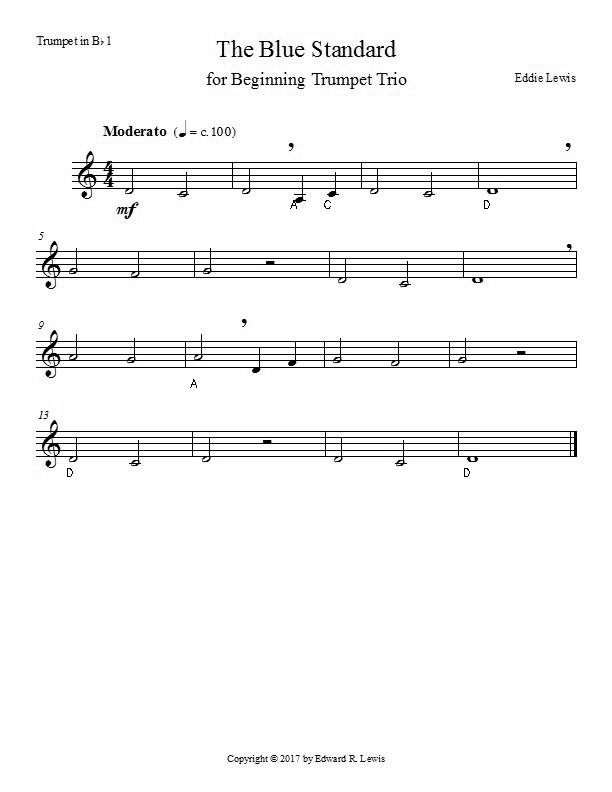 Trumpet in B♭ 1
The Blue Standard
for Beginning Trumpet Trio
Eddie Lewis
Moderato (♩ = c. 100)
4
4
mf
A C D
5
9
A
13
D D
Copyright © 2017 by Edward R. Lewis